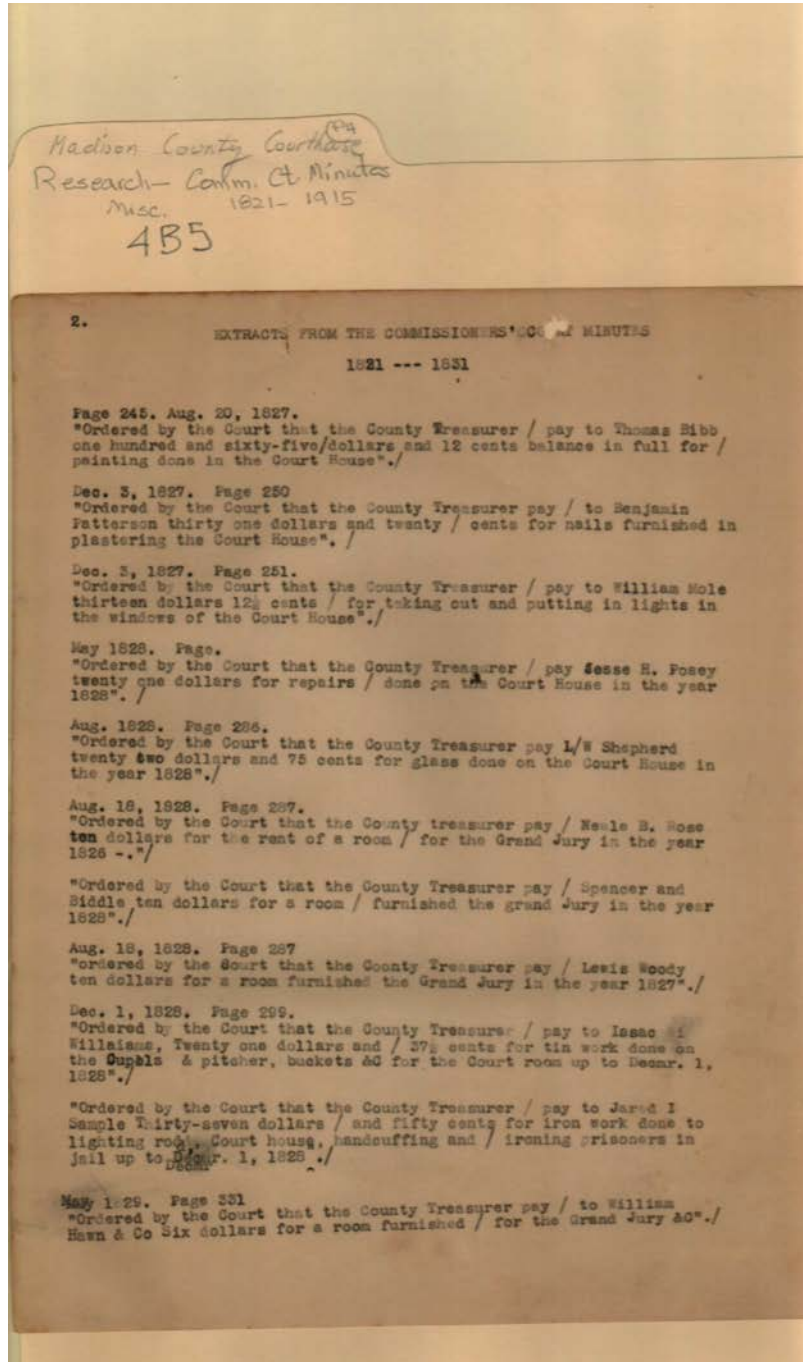 Madison County Courthouse
P4
Research- Comm. Ct Minutes
Misc. 1821- 1915
4B5
2.
EXTRACTS FROM THE COMMISSIONERS' MINUTES
1821 --- 1831
Page 245. Aug. 20, 1827.
"Ordered by the Court that the County Treasurer / pay to Thomas Bibb
one hundred and sixty-five/dollars and 12 cents balance in full for /
painting done in the Court House"./
Dec. 3, 1827. Page 250
"Ordered by the Court that the County Treasurer pay / to Benjamin
Patterson thirty one dollars and twenty / cents for nails furnished in
plastering the Court House". /
Dec. 3, 1827. Page 251.
"Ordered by the Court that the County Treasurer / pay to William Mole
thirteen dollars 12½ cents / for taking out and putting in lights in
the windows of the Court House"./
May 1828. Page.
"Ordered by the Court that the County Treasurer / pay Jesse H. Posey
twenty one dollars for repairs / done on the Court House in the year
1828". /
Aug. 1828. Page 286.
"Ordered by the Court that the County Treasurer pay L/W Shepherd
twenty two dollars and 75 cents for glass done on the Court House in
the year 1828"./
Aug. 18, 1828. Page 287.
"Ordered by the Court that the County treasurer pay / Neale B. Rose
ten dollars for the rent of a room / for the Grand Jury in the year
1826 -."/
"Ordered by the Court that the County Treasurer pay / Spencer and
Biddle ten dollars for a room / furnished the grand Jury in the year
1828"./
Aug. 18, 1828. Page 287
"ordered by the Court that the Coonty Treasurer pay / Lewis Woody
ten dollars for a room furnished the Grand Jury in the year 1827"./
Dec. 1, 1828. Page 299.
"Ordered by the Court that the County Treasurer / pay to Isaac
Willaiams, Twenty one dollars and / 37½ cents for tin work done on
the Cupals & pitcher, buckets &C for the Court room up to Decmr. 1,
1828"./
"Ordered by the Court that the County Treasurer / pay to Jared I
Sample Thirty-seven dollars / and fifty cents for iron work done to
lighting rods, Court house, handcuffing and / ironing prisoners in
jail up to Decmr. 1, 1828 ./
May 1829. Page 331
"Ordered by the Court that the County Treasurer pay / to William
Hawn & Co Six dollars for a room furnished / for the Grand Jury &C"./